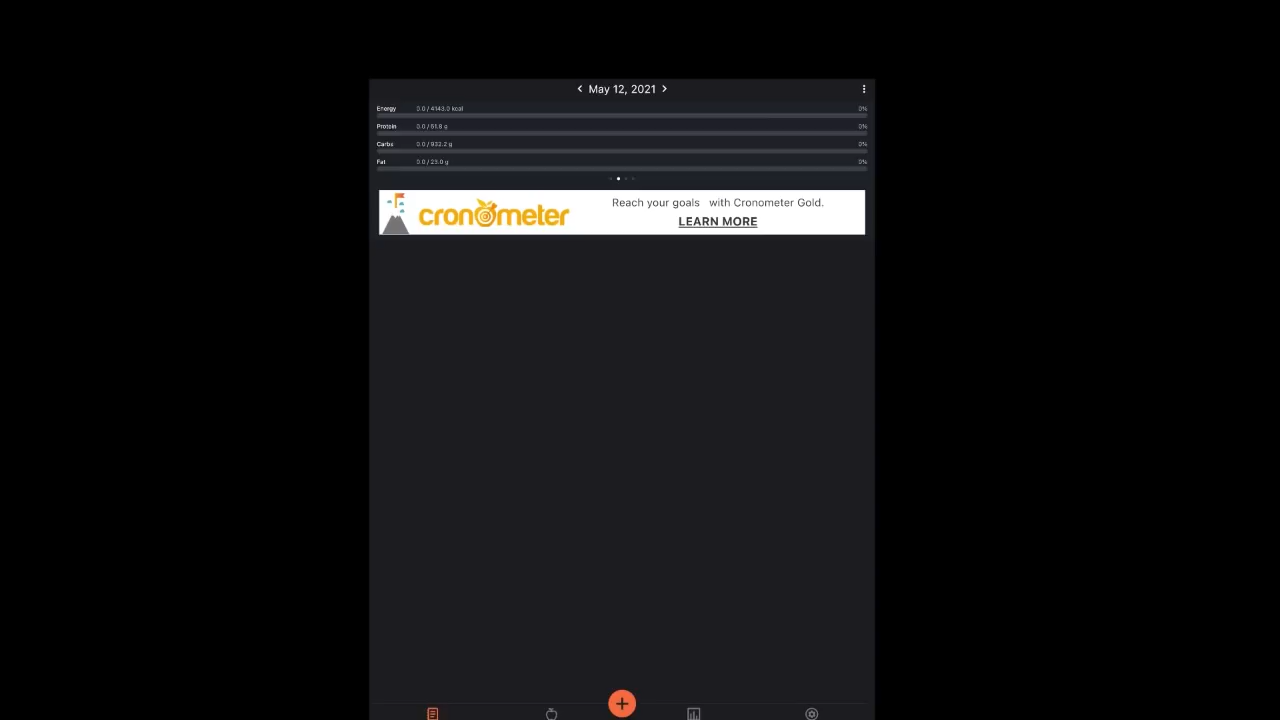 May 12, 2021
Energy 0.0 / 4143.0 kcal 0%
Protein 0.0 / 51.8 g 0%
Carbs 0.0 / 932.2 g 0%
Fat 0.0 / 23.0 g 0%
cronometer
Reach your goals with Cronometer Gold.
LEARN MORE